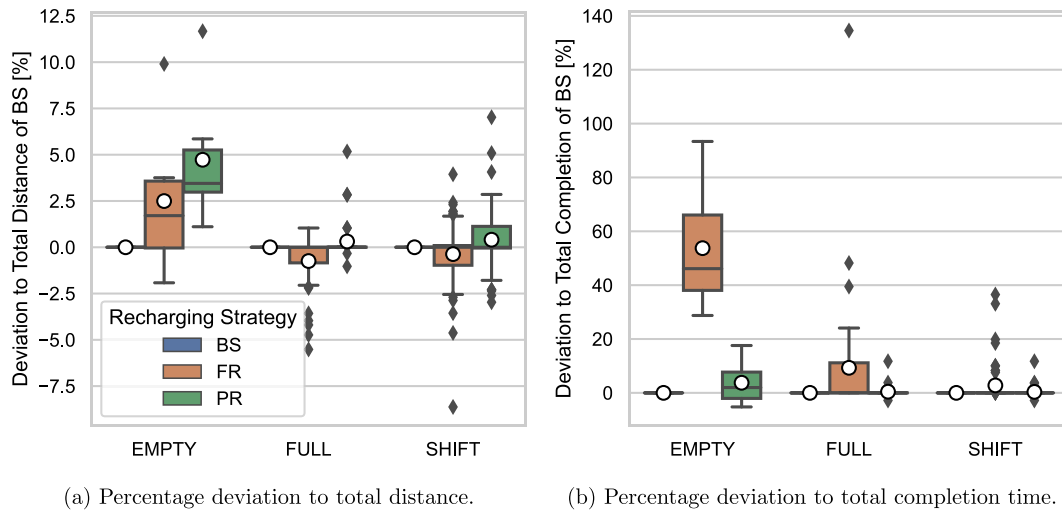 Deviation to Total Distance of BS [%]
12.5
10.0
7.5
5.0
2.5
0.0
−2.5
−5.0
−7.5
Recharging Strategy
BS
FR
PR
EMPTY FULL SHIFT
(a) Percentage deviation to total distance.
Deviation to Total Completion of BS [%]
140
120
100
80
60
40
20
0
EMPTY FULL SHIFT
(b) Percentage deviation to total completion time.